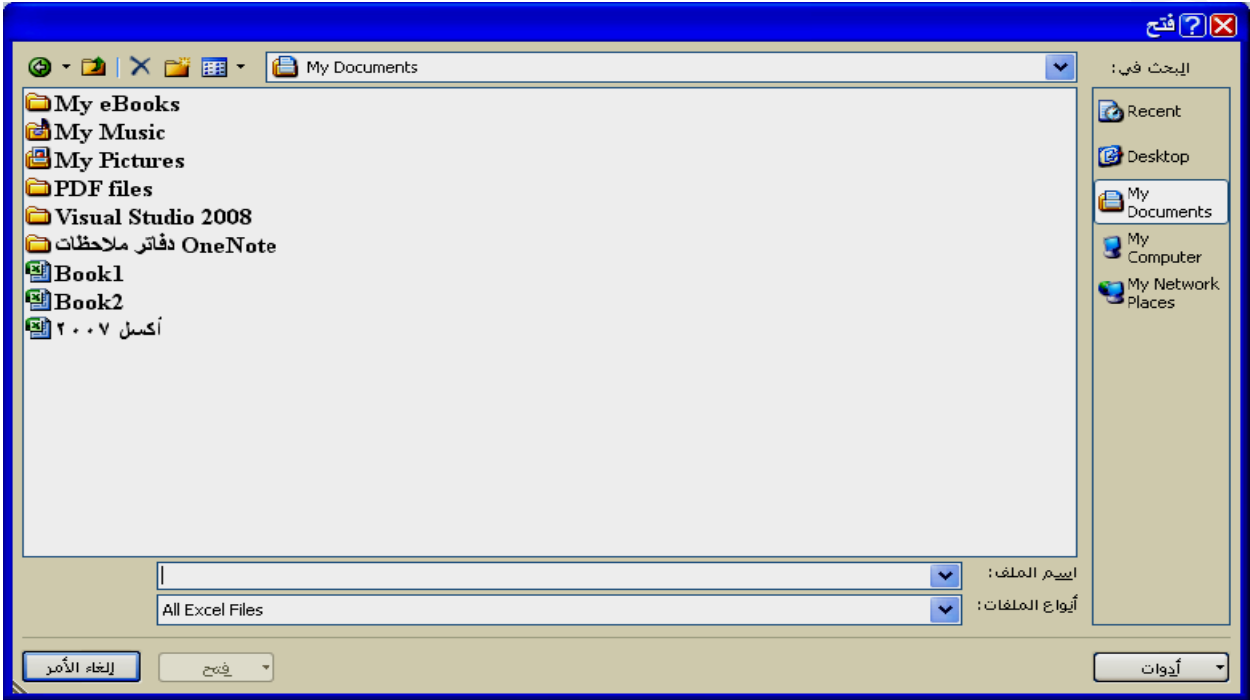 فتح
البحث في:
My Documents
Recent
Desktop
My
Documents
My
Computer
My Network
Places
My eBooks
My Music
My Pictures
PDF files
Visual Studio 2008
دفاتر ملاحظات OneNote
Book1
Book2
أكسل ٢٠٠٧
اسم الملف:
أنواع الملفات:
All Excel Files
أدوات
فتح
إلغاء الأمر